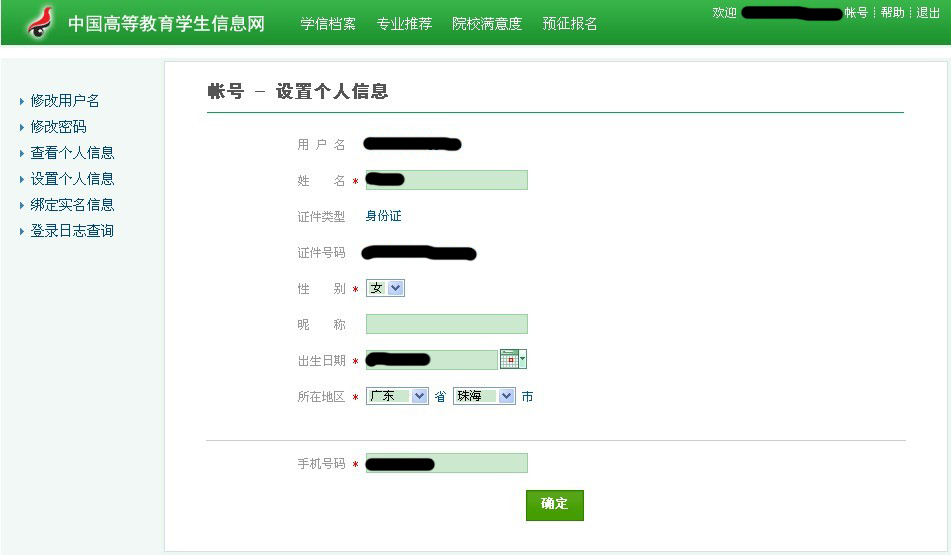 中国高等教育学生信息网 学信档案 专业推荐 院校满意度 预征报名 欢迎 帐号 帮助 退出
修改用户名
修改密码
查看个人信息
设置个人信息
绑定实名信息
登录日志查询
帐号 – 设置个人信息
用户名
姓名 *
证件类型 身份证
证件号码
性别 * 女
昵称
出生日期 *
所在地区 * 广东 省 珠海 市
手机号码 *
确定